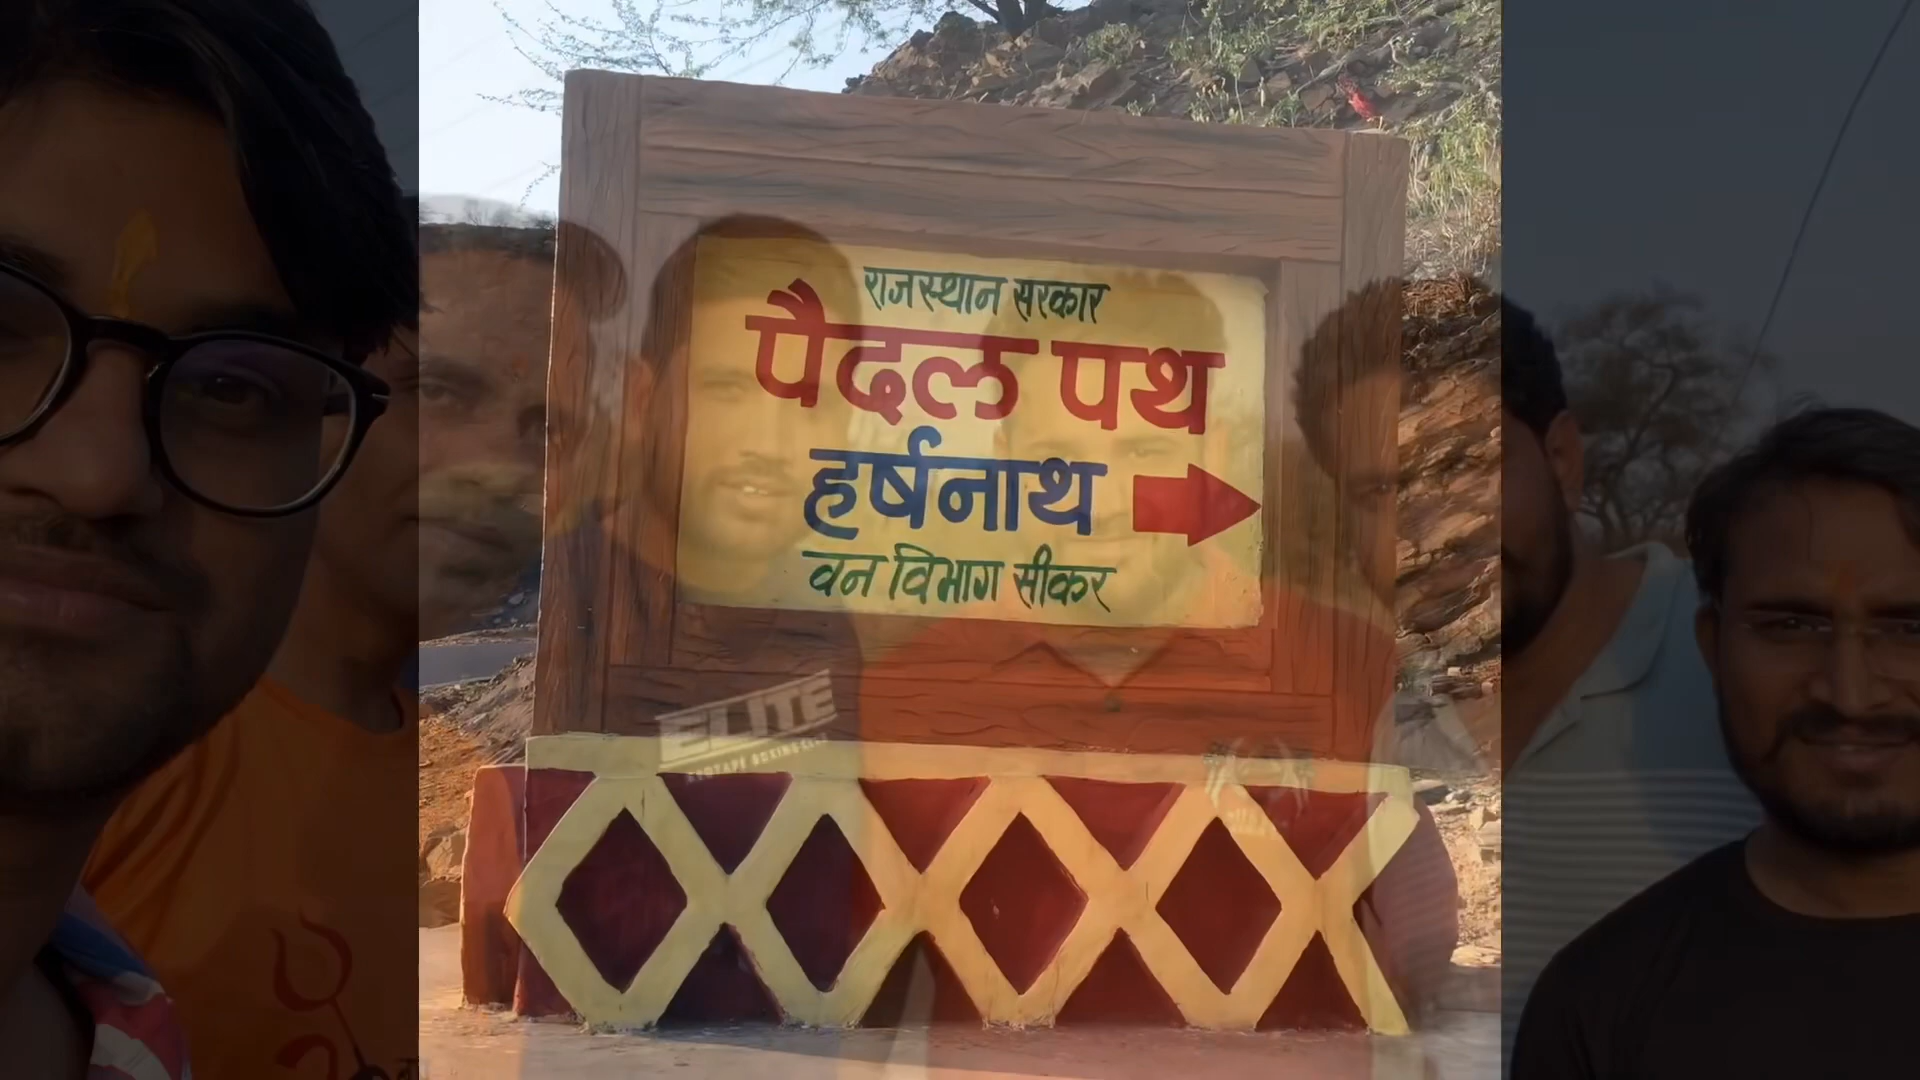 राजस्थान सरकार
पैदल पथ
हर्षनाथ
वन विभाग सीकर
ELITE